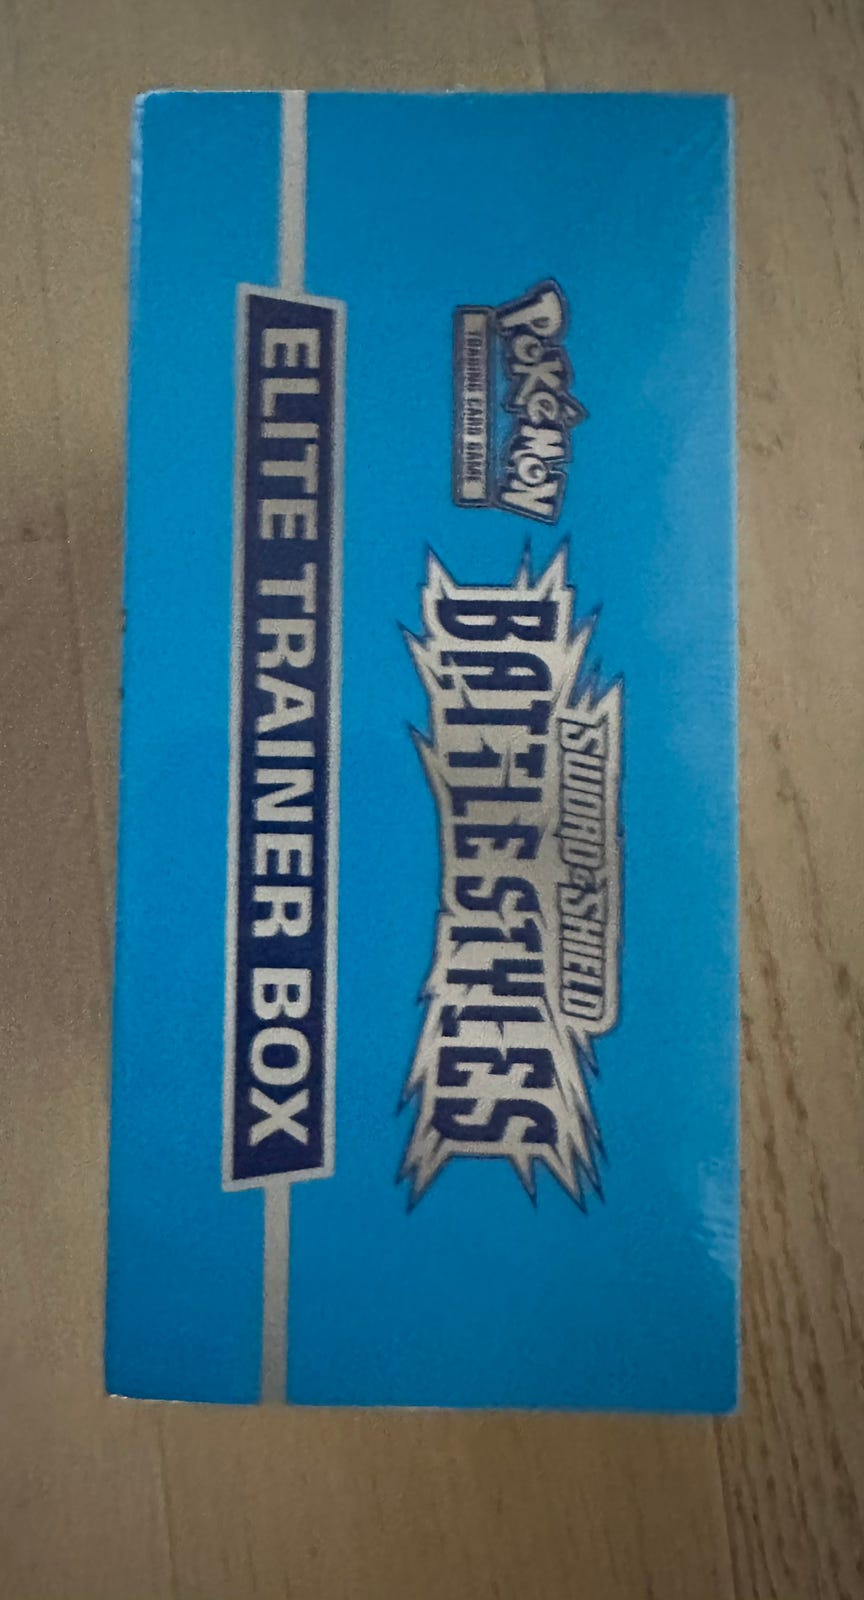 POKéMON
TRADING CARD GAME
SWORD & SHIELD
BATTLE STYLES
ELITE TRAINER BOX